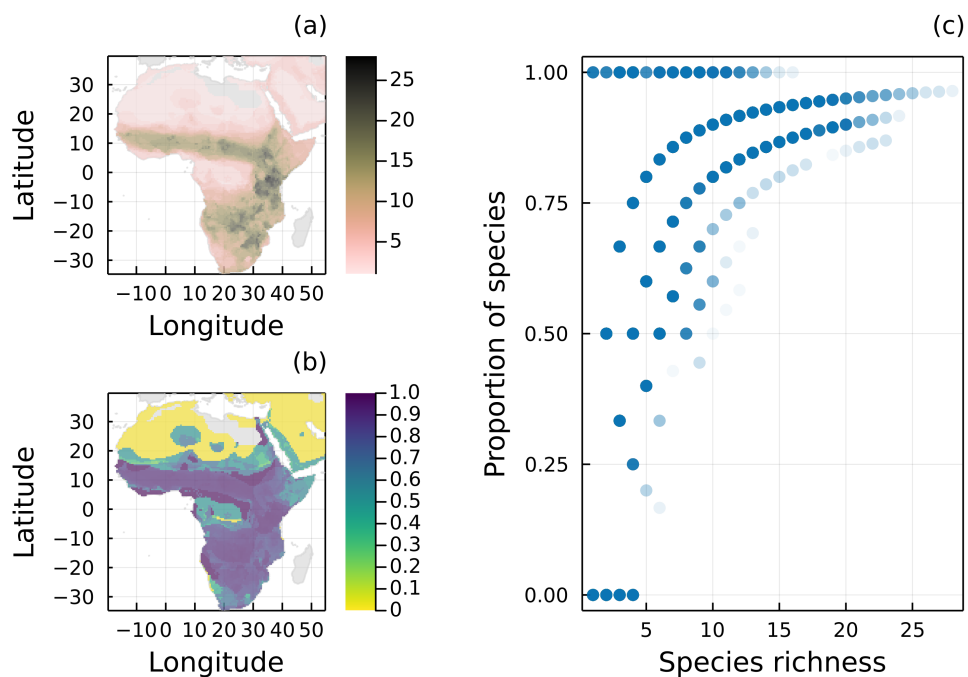 (a)
30
20
10
0
−10
−20
−30
Latitude
−10 0 10 20 30 40 50
Longitude
25
20
15
10
5
(b)
30
20
10
0
−10
−20
−30
Latitude
−10 0 10 20 30 40 50
Longitude
1.0
0.9
0.8
0.7
0.6
0.5
0.4
0.3
0.2
0.1
0
(c)
1.00
0.75
0.50
0.25
0.00
Proportion of species
5 10 15 20 25
Species richness